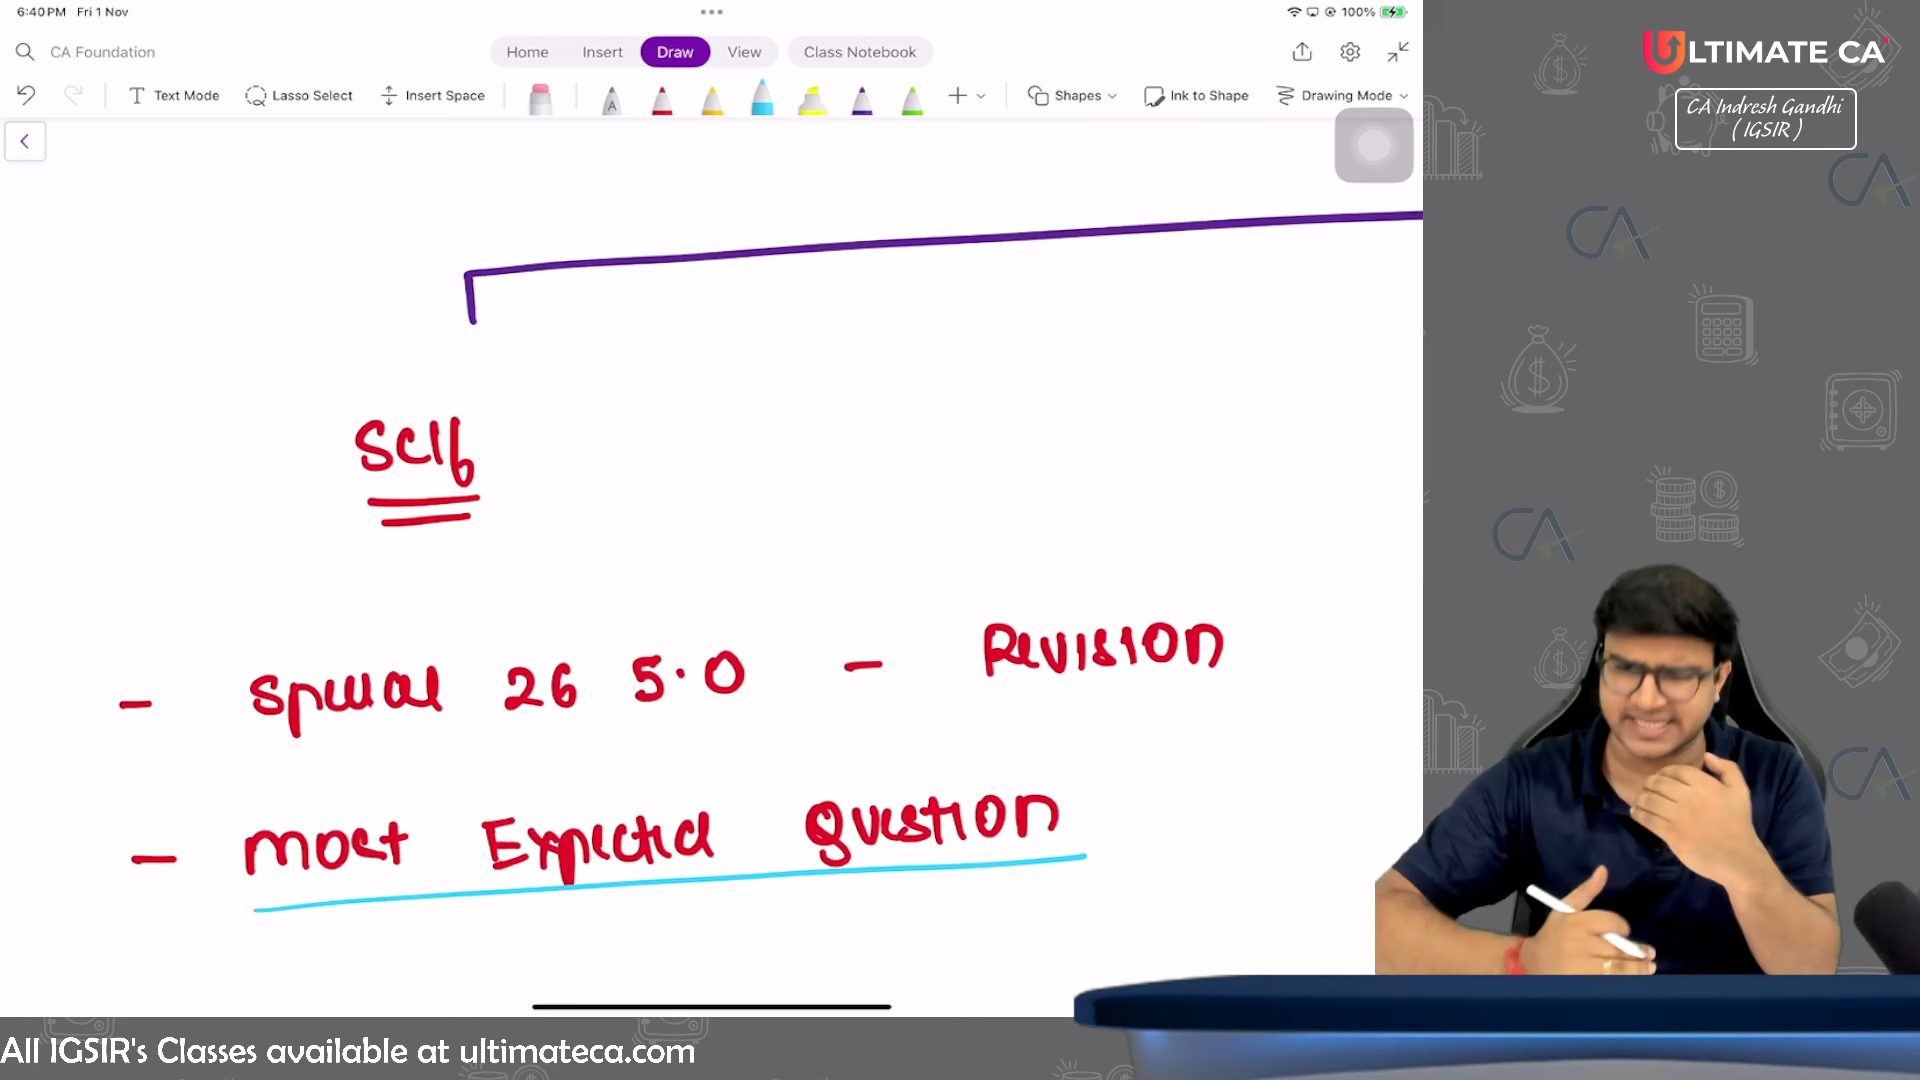 6:40 PM Fri 1 Nov
100%
CA Foundation
Home Insert Draw View Class Notebook
Text Mode Lasso Select Insert Space Shapes Ink to Shape Drawing Mode
ULTIMATE CA
CA Indresh Gandhi
( IGSIR )
Self
- Special 26 5.0 - Revision
- Most Expected Question
All IGSIR's Classes available at ultimateca.com